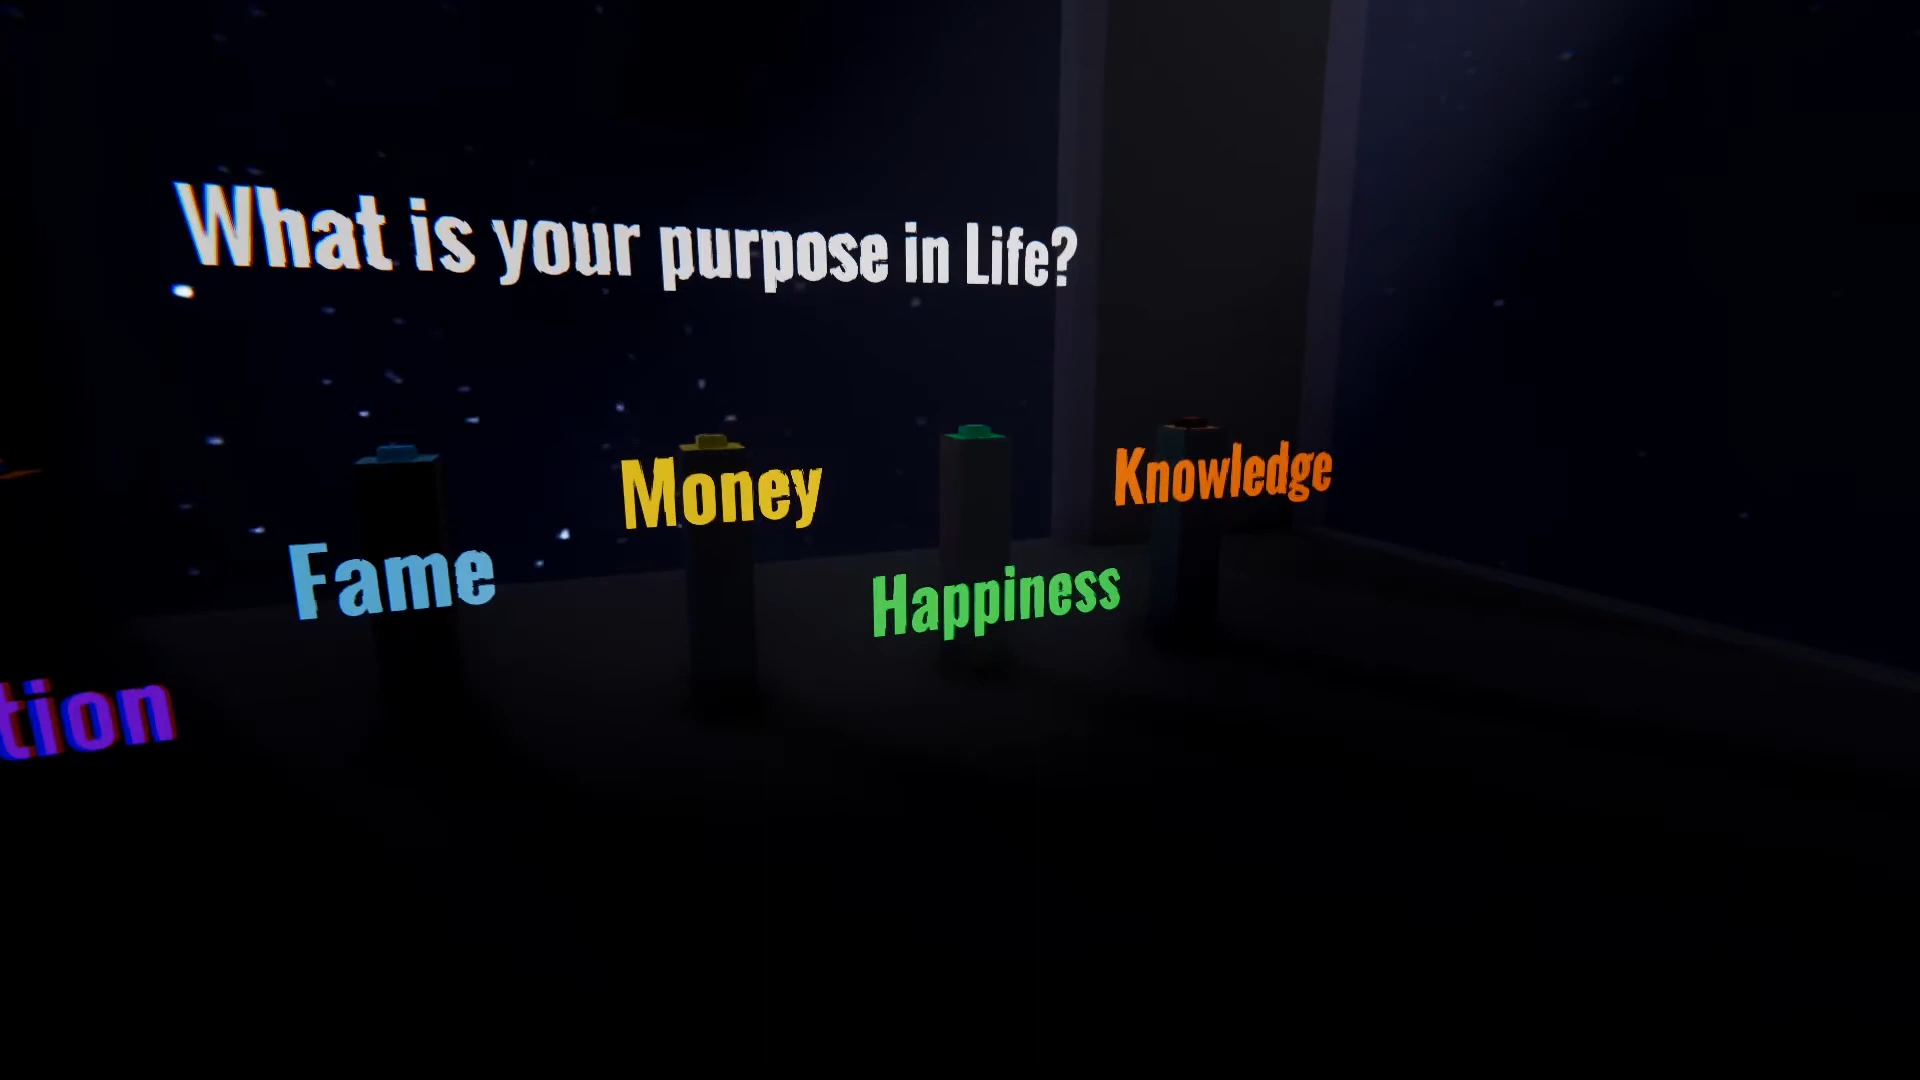 What is your purpose in Life?
Money
Knowledge
Fame
Happiness
tion